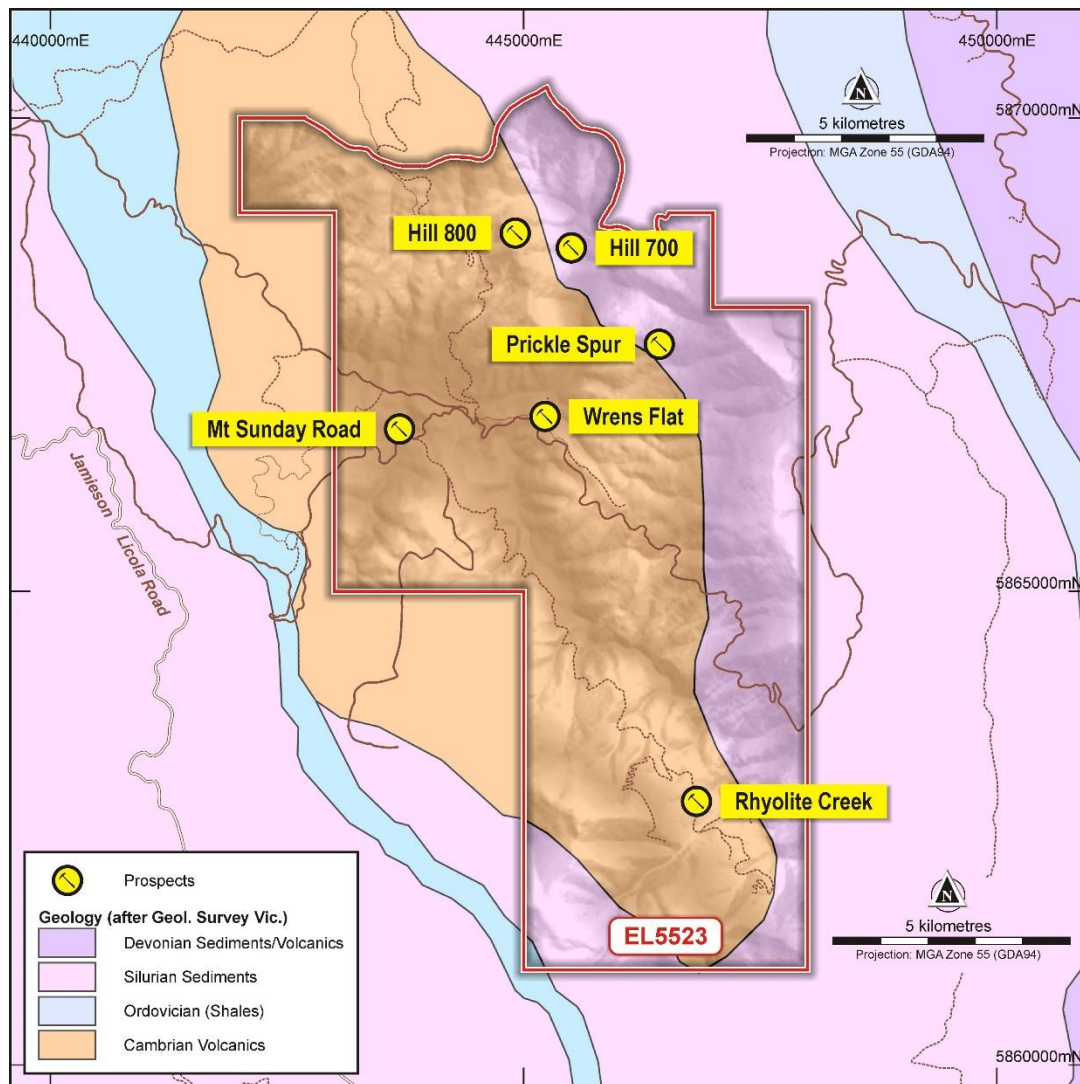 440000mE
445000mE
450000mE
5870000mN
N
5 kilometres
Projection: MGA Zone 55 (GDA94)
Hill 800
Hill 700
Prickle Spur
Mt Sunday Road
Wrens Flat
Jamieson Licola Road
5865000mN
Rhyolite Creek
EL5523
N
5 kilometres
Projection: MGA Zone 55 (GDA94)
Prospects
Geology (after Geol. Survey Vic.)
Devonian Sediments/Volcanics
Silurian Sediments
Ordovician (Shales)
Cambrian Volcanics
5860000mN